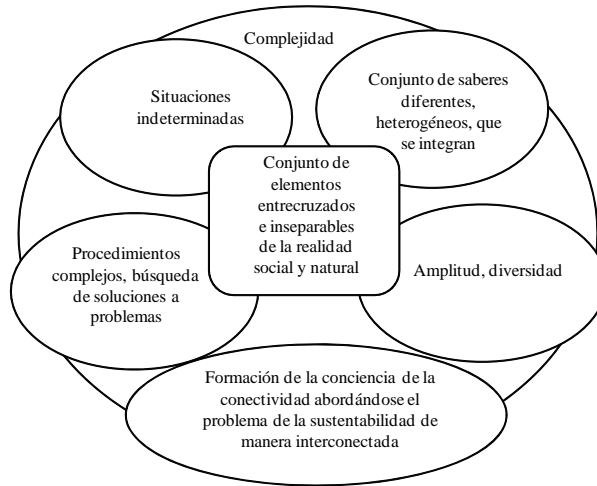 Complejidad
Situaciones
indeterminadas
Conjunto de saberes
diferentes,
heterogéneos, que
se integran
Conjunto de
elementos
entrecruzados
e inseparables
de la realidad
social y natural
Procedimientos
complejos, búsqueda
de soluciones a
problemas
Amplitud, diversidad
Formación de la conciencia de la
conectividad abordándose el
problema de la sustentabilidad de
manera interconectada